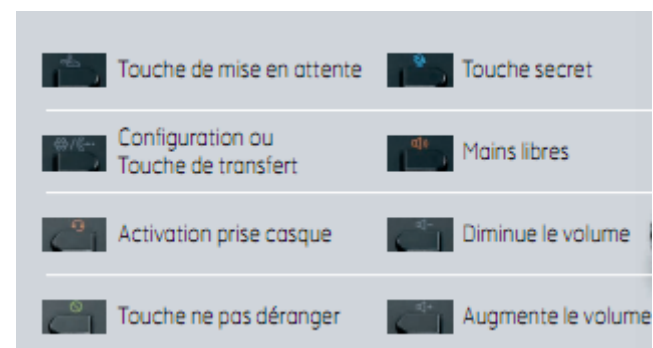 Touche de mise en attente
Touche secret
Configuration ou
Touche de transfert
Mains libres
Activation prise casque
Diminue le volume
Touche ne pas déranger
Augmente le volume